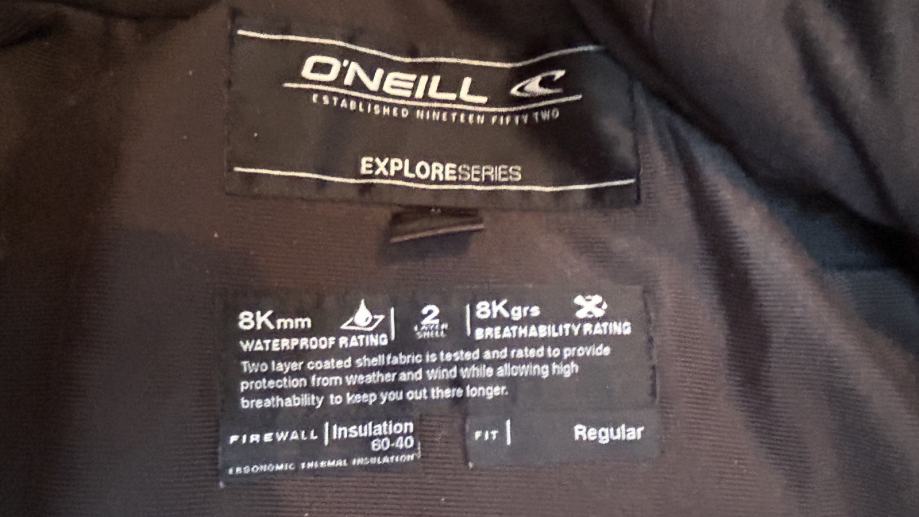 O'NEILL
ESTABLISHED NINETEEN FIFTY TWO
EXPLORESERIES
8Kmm
WATERPROOF RATING
2
LAYER
SHELL
8Kgrs
BREATHABILITY RATING
Two layer coated shell fabric is tested and rated to provide
protection from weather and wind while allowing high
breathability to keep you out there longer.
FIREWALL | Insulation
60-40
ERGONOMIC THERMAL INSULATION
FIT | Regular